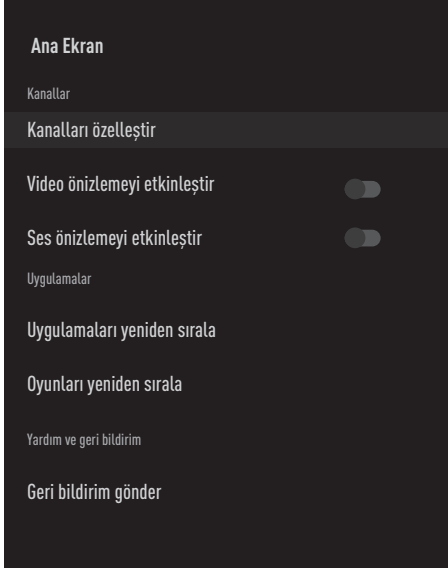 Ana Ekran
Kanallar
Kanalları özelleştir
Video önizlemeyi etkinleştir
Ses önizlemeyi etkinleştir
Uygulamalar
Uygulamaları yeniden sırala
Oyunları yeniden sırala
Yardım ve geri bildirim
Geri bildirim gönder